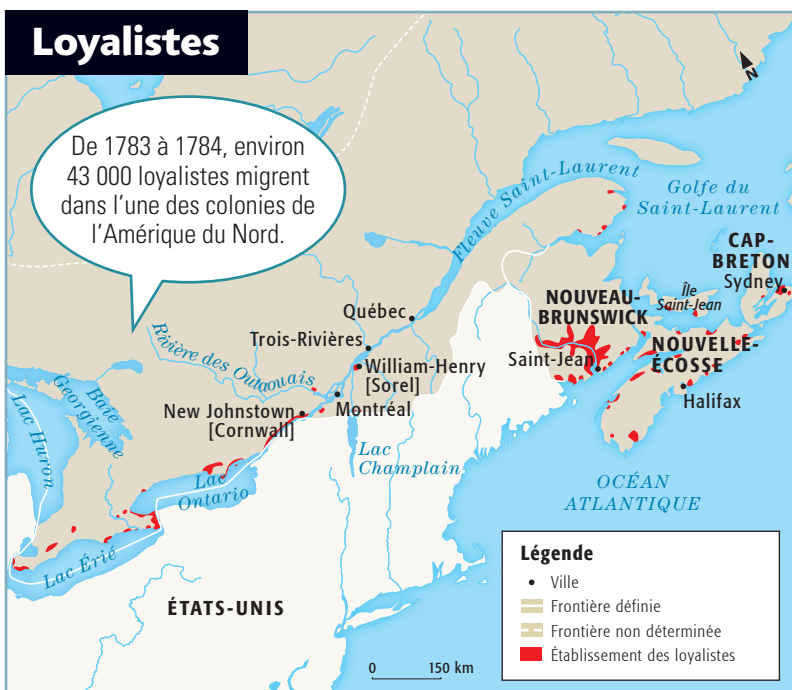 Loyalistes
De 1783 à 1784, environ
43 000 loyalistes migrent
dans l’une des colonies de
l’Amérique du Nord.
N
Fleuve Saint-Laurent
Golfe du
Saint-Laurent
CAP-
BRETON
Sydney
Île
Saint-Jean
NOUVEAU-
BRUNSWICK
Saint-Jean
NOUVELLE-
ÉCOSSE
Halifax
Québec
Trois-Rivières
Rivière des Outaouais
William-Henry
[Sorel]
Montréal
New Johnstown
[Cornwall]
Baie
Georgienne
Lac Huron
Lac
Ontario
Lac
Champlain
Lac Érié
OCÉAN
ATLANTIQUE
ÉTATS-UNIS
Légende
Ville
Frontière définie
Frontière non déterminée
Établissement des loyalistes
0 150 km